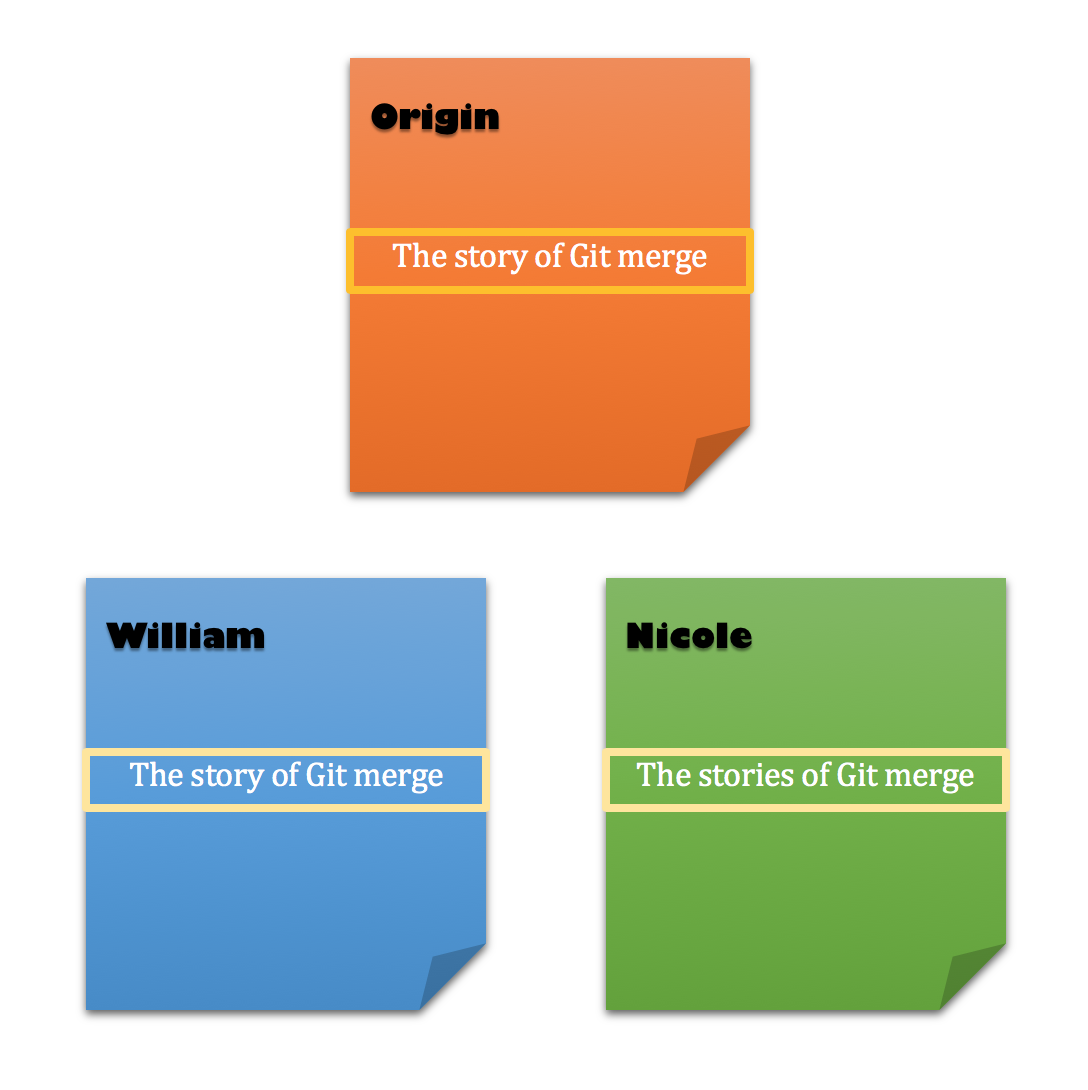 Origin
The story of Git merge
William
The story of Git merge
Nicole
The stories of Git merge